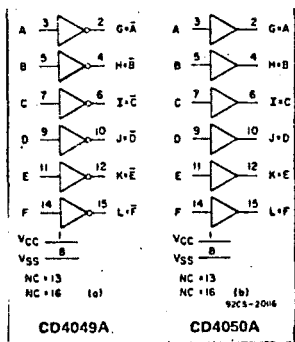 A 3 2 G=A̅
B 5 4 H=B̅
C 7 6 I=C̅
D 9 10 J=D̅
E 11 12 K=E̅
F 14 15 L=F̅
VCC 1
VSS 8
NC = 13
NC = 16 (a)
CD4049A
A 3 2 G=A
B 5 4 H=B
C 7 6 I=C
D 9 10 J=D
E 11 12 K=E
F 14 15 L=F
VCC 1
VSS 8
NC = 13
NC = 16 (b)
92CS-20116
CD4050A